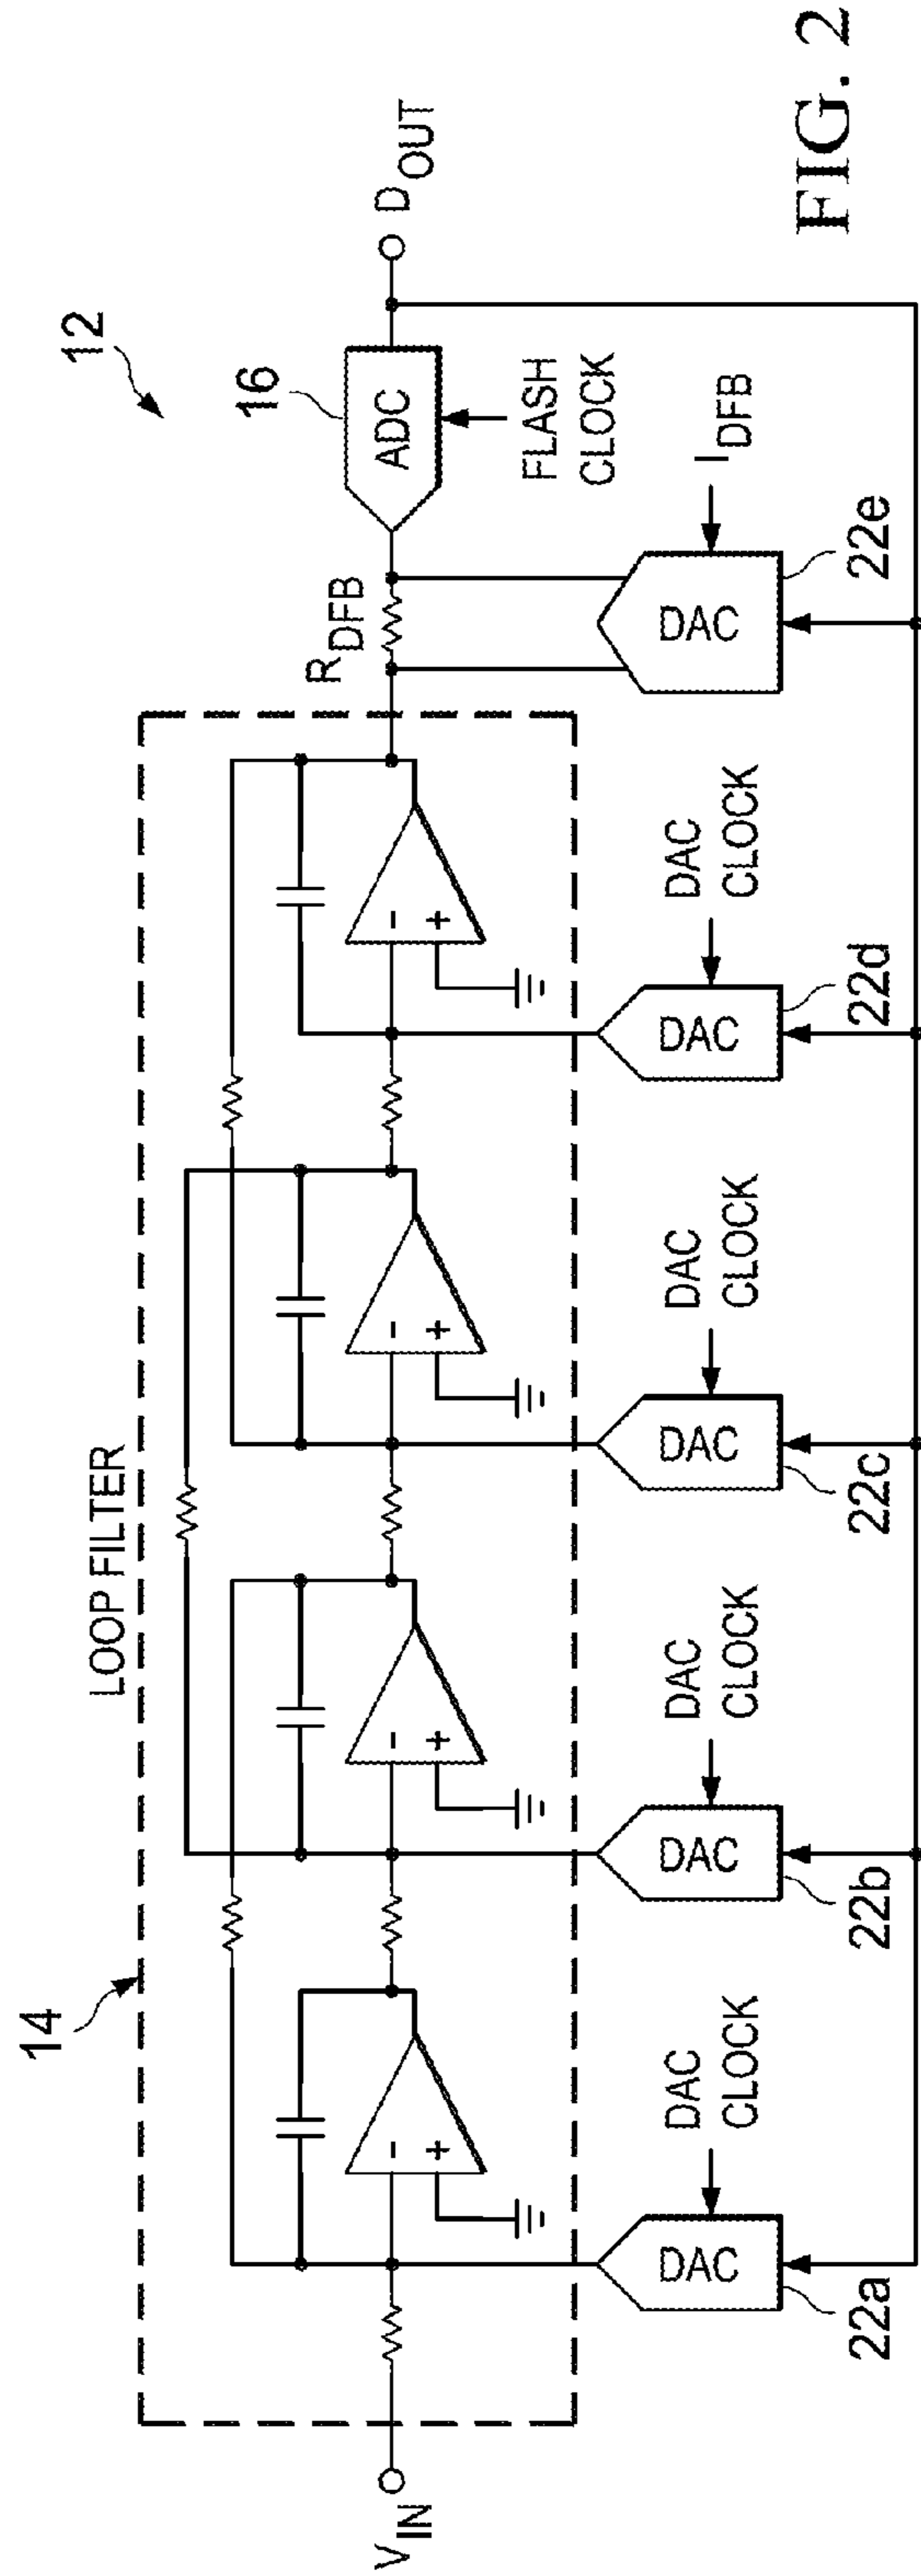 12
14
LOOP FILTER
16
ADC
R_DFB
V_IN
D_OUT
FLASH
CLOCK
DAC
22a
DAC
CLOCK
DAC
22b
DAC
CLOCK
DAC
22c
DAC
CLOCK
DAC
22d
DAC
CLOCK
DAC
22e
I_DFB
-
+
-
+
-
+
-
+
FIG. 2